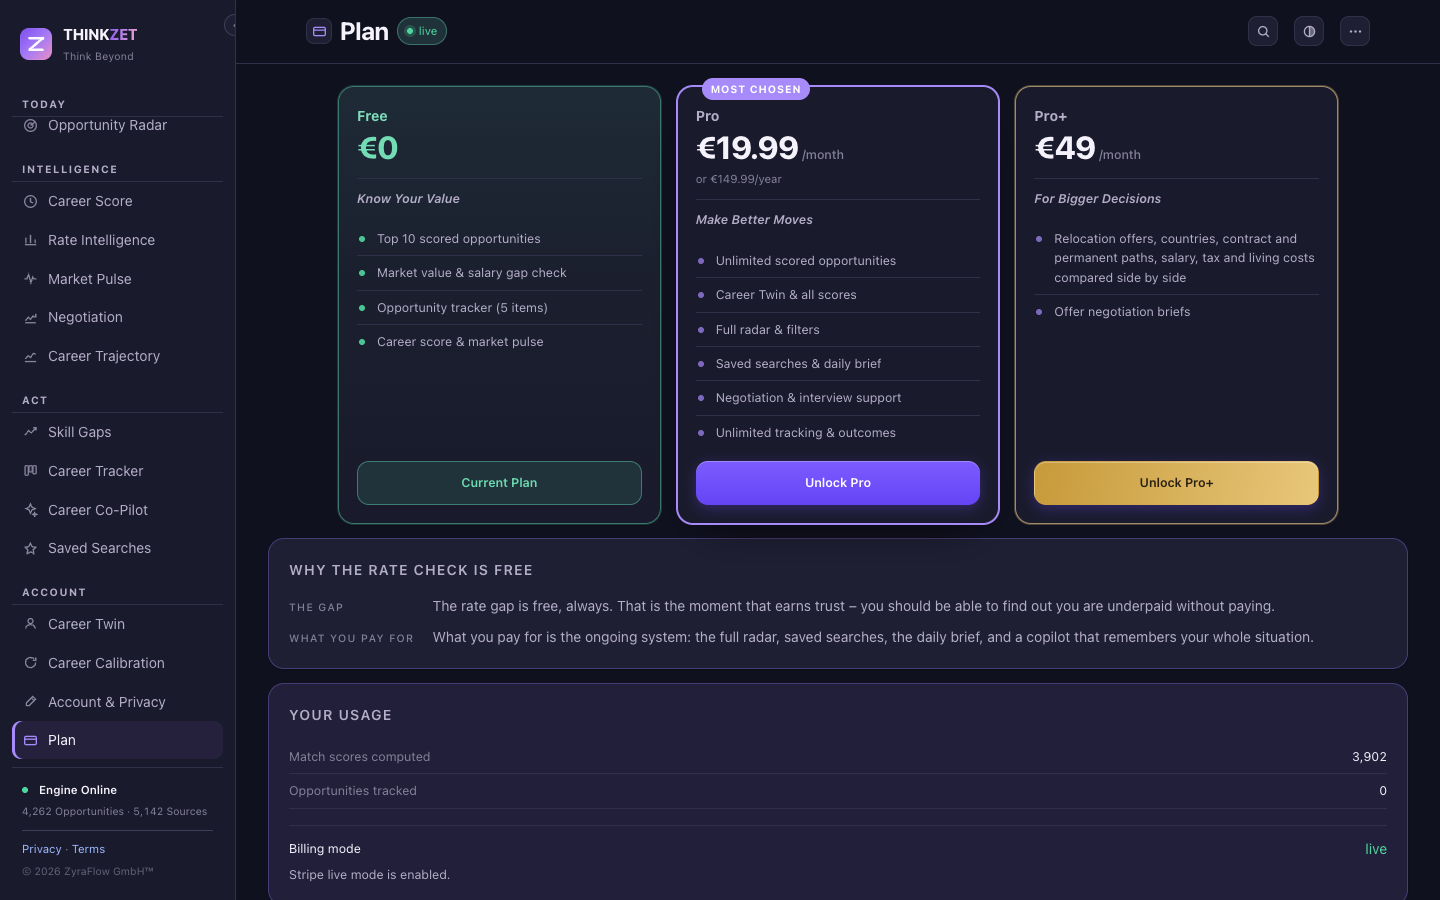 THINKZET
Think Beyond
TODAY
Opportunity Radar
INTELLIGENCE
Career Score
Rate Intelligence
Market Pulse
Negotiation
Career Trajectory
ACT
Skill Gaps
Career Tracker
Career Co-Pilot
Saved Searches
ACCOUNT
Career Twin
Career Calibration
Account & Privacy
Plan
Engine Online
4,262 Opportunities · 5,142 Sources
Privacy · Terms
© 2026 ZyraFlow GmbH™
Plan
live
Free
€0
Know Your Value
Top 10 scored opportunities
Market value & salary gap check
Opportunity tracker (5 items)
Career score & market pulse
Current Plan
MOST CHOSEN
Pro
€19.99 /month
or €149.99/year
Make Better Moves
Unlimited scored opportunities
Career Twin & all scores
Full radar & filters
Saved searches & daily brief
Negotiation & interview support
Unlimited tracking & outcomes
Unlock Pro
Pro+
€49 /month
For Bigger Decisions
Relocation offers, countries, contract and
permanent paths, salary, tax and living costs
compared side by side
Offer negotiation briefs
Unlock Pro+
WHY THE RATE CHECK IS FREE
THE GAP The rate gap is free, always. That is the moment that earns trust – you should be able to find out you are underpaid without paying.
WHAT YOU PAY FOR What you pay for is the ongoing system: the full radar, saved searches, the daily brief, and a copilot that remembers your whole situation.
YOUR USAGE
Match scores computed 3,902
Opportunities tracked 0
Billing mode live
Stripe live mode is enabled.